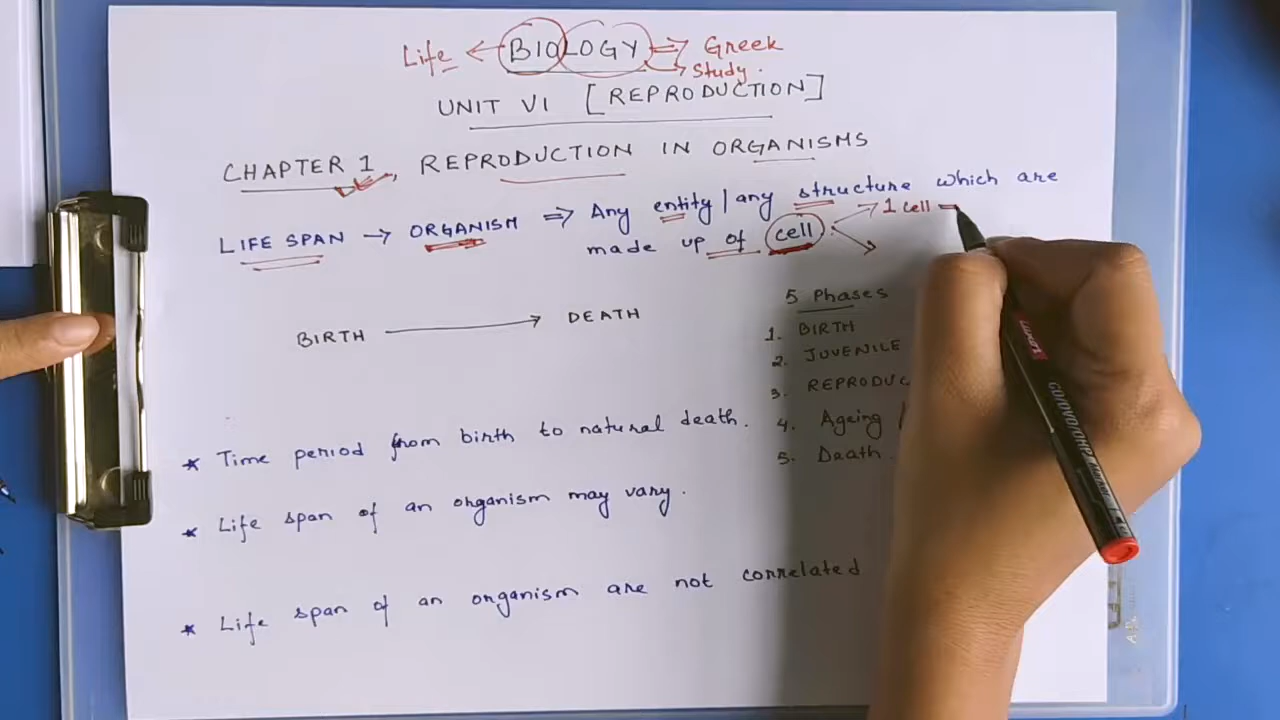 Life ← BIOLOGY ⇒ Greek
→ study.
UNIT VI [REPRODUCTION]
CHAPTER 1, REPRODUCTION IN ORGANISMS
LIFE SPAN → ORGANISM ⇒ Any entity / any structure which are
made up of cell
1 cell
5 Phases
BIRTH → DEATH
1. BIRTH
2. JUVENILE
3. REPRODUC
4. Ageing /
5. Death.
* Time period from birth to natural death.
* Life span of an organism may vary.
* Life span of an organism are not correlated